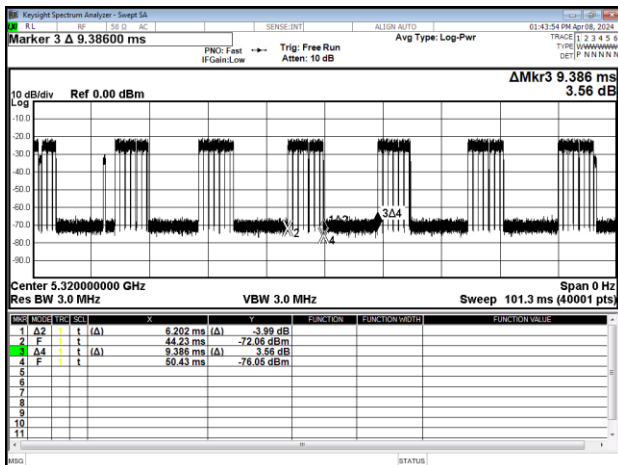 Keysight Spectrum Analyzer - Swept SA
RL RF 50 Ω AC SENSE:INT ALIGN AUTO 01:43:54 PM Apr 08, 2024
Marker 3 Δ 9.38600 ms
PNO: Fast Trig: Free Run Avg Type: Log-Pwr TRACE 1 2 3 4 5 6
IFGain:Low Atten: 10 dB TYPE WWWWWW
DET P N N N N N
ΔMkr3 9.386 ms
10 dB/div Ref 0.00 dBm 3.56 dB
Log
-10.0
-20.0
-30.0
-40.0
-50.0
-60.0
3Δ4
-70.0
2
4
-80.0
-90.0
Center 5.320000000 GHz Span 0 Hz
Res BW 3.0 MHz VBW 3.0 MHz Sweep 101.3 ms (40001 pts)
MKR MODE TRC SCL X Y FUNCTION FUNCTION WIDTH FUNCTION VALUE
1 Δ2 1 t (Δ) 6.202 ms (Δ) -3.99 dB
2 F 1 t 44.23 ms -72.06 dBm
3 Δ4 1 t (Δ) 9.386 ms (Δ) 3.56 dB
4 F 1 t 50.43 ms -76.05 dBm
5
6
7
8
9
10
11
MSG STATUS